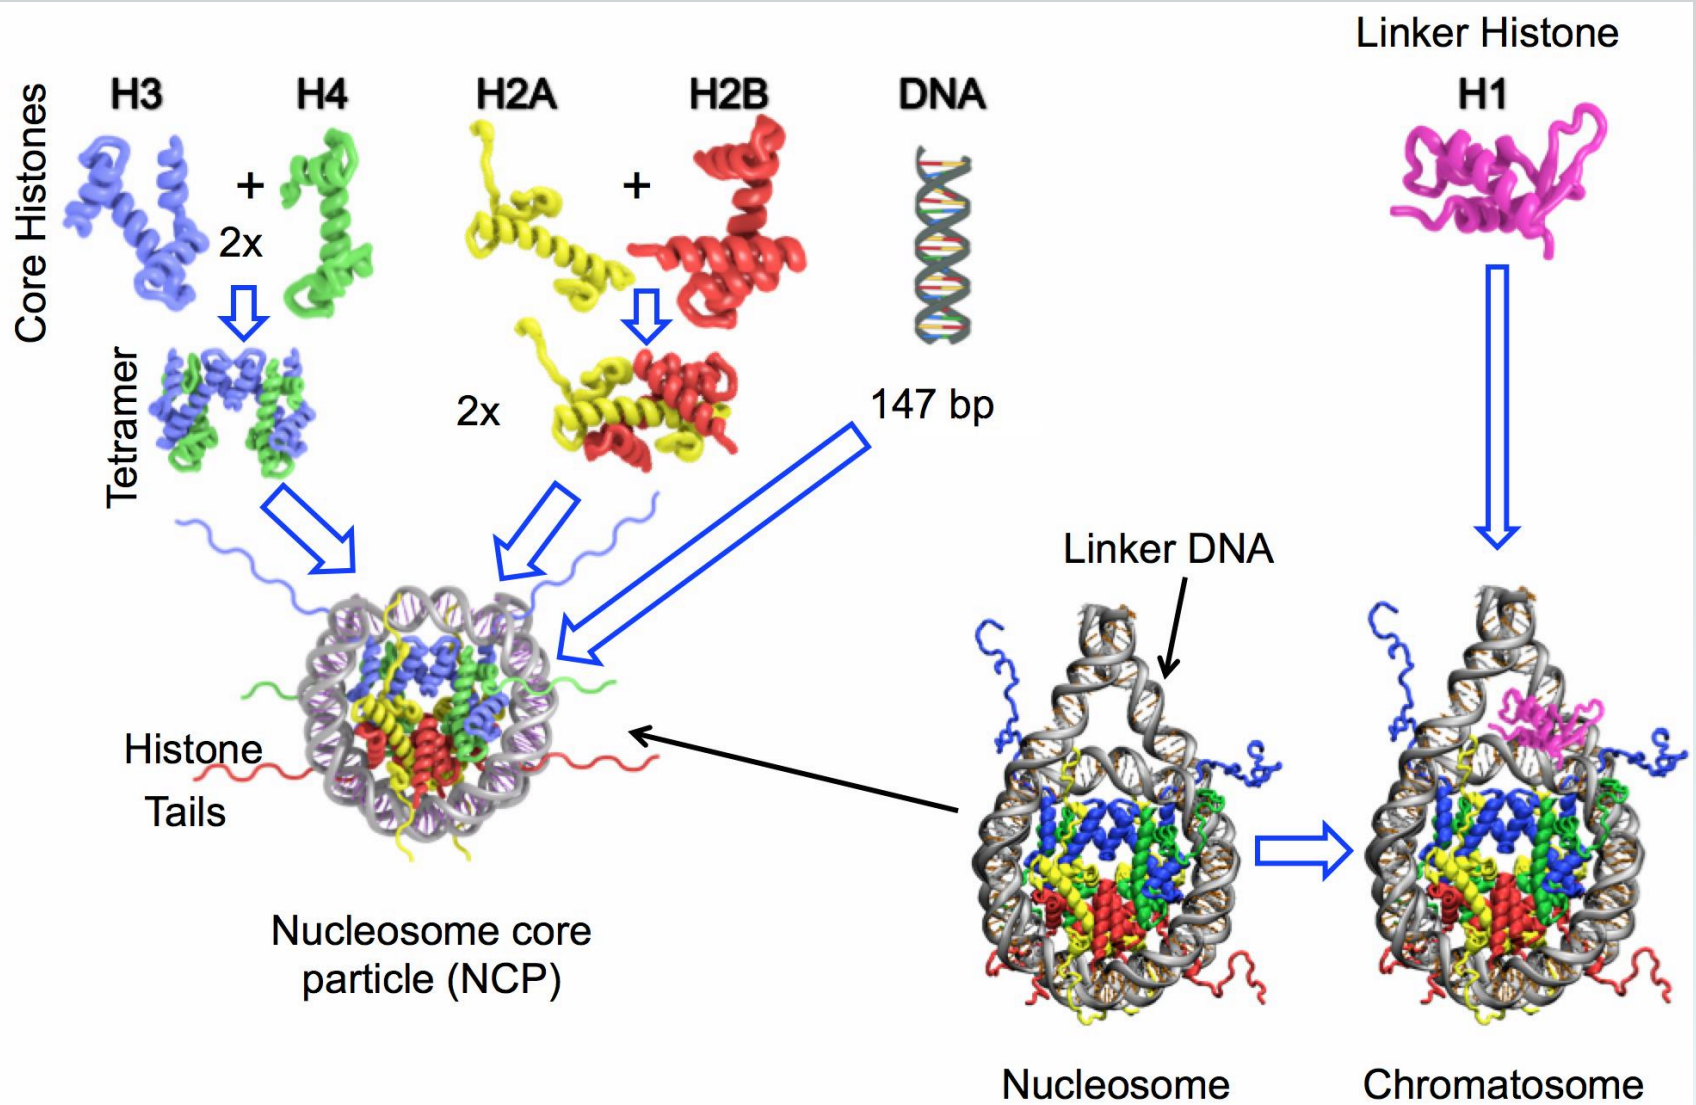 Linker Histone
Core Histones
H3
H4
H2A
H2B
DNA
H1
+
+
2x
Tetramer
2x
147 bp
Linker DNA
Histone
Tails
Nucleosome core
particle (NCP)
Nucleosome
Chromatosome